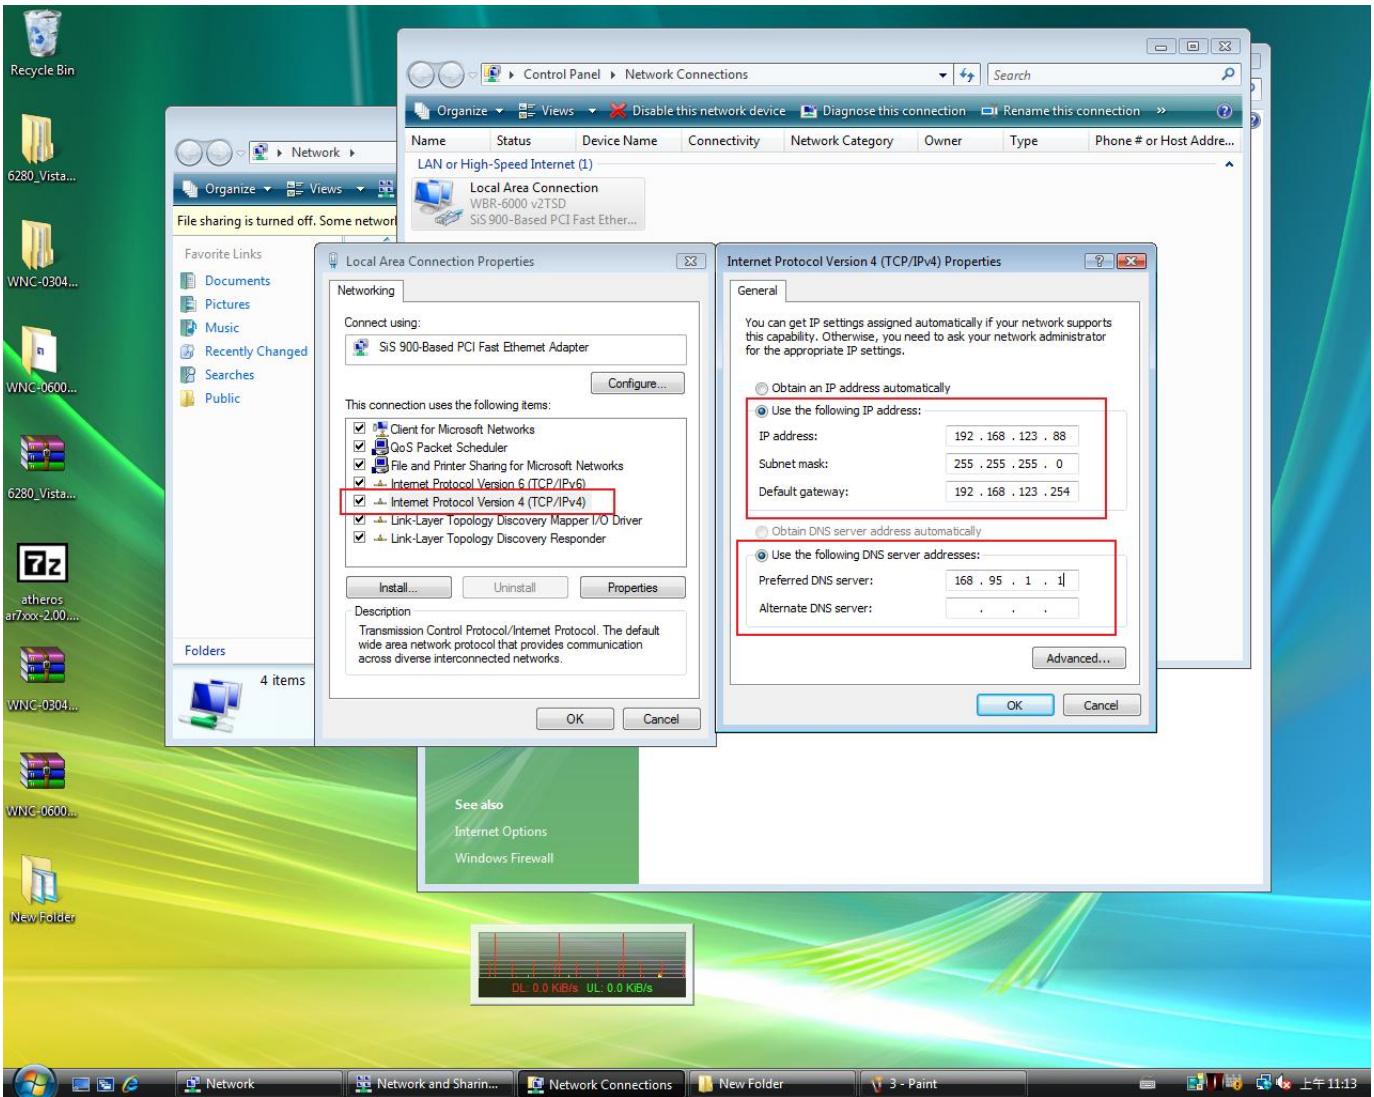 Recycle Bin
6280_Vista...
WNC-0304...
WNC-0600...
6280_Vista...
atheros
ar7xxx-2.00....
WNC-0304...
WNC-0600...
New Folder
Control Panel Network Connections
Search
Organize Views Disable this network device Diagnose this connection Rename this connection »
Name Status Device Name Connectivity Network Category Owner Type Phone # or Host Addre...
LAN or High-Speed Internet (1)
Local Area Connection
WBR-6000 v2TSD
SiS 900-Based PCI Fast Ether...
Network
Organize Views
File sharing is turned off. Some networ
Favorite Links
Documents
Pictures
Music
Recently Changed
Searches
Public
Folders
4 items
Local Area Connection Properties
Networking
Connect using:
SiS 900-Based PCI Fast Ethernet Adapter
Configure...
This connection uses the following items:
Client for Microsoft Networks
QoS Packet Scheduler
File and Printer Sharing for Microsoft Networks
Internet Protocol Version 6 (TCP/IPv6)
Internet Protocol Version 4 (TCP/IPv4)
Link-Layer Topology Discovery Mapper I/O Driver
Link-Layer Topology Discovery Responder
Install... Uninstall Properties
Description
Transmission Control Protocol/Internet Protocol. The default
wide area network protocol that provides communication
across diverse interconnected networks.
OK Cancel
Internet Protocol Version 4 (TCP/IPv4) Properties
General
You can get IP settings assigned automatically if your network supports
this capability. Otherwise, you need to ask your network administrator
for the appropriate IP settings.
Obtain an IP address automatically
Use the following IP address:
IP address: 192 . 168 . 123 . 88
Subnet mask: 255 . 255 . 255 . 0
Default gateway: 192 . 168 . 123 . 254
Obtain DNS server address automatically
Use the following DNS server addresses:
Preferred DNS server: 168 . 95 . 1 . 1
Alternate DNS server: . . .
Advanced...
OK Cancel
See also
Internet Options
Windows Firewall
DL: 0.0 KiB/s UL: 0.0 KiB/s
Network
Network and Sharin...
Network Connections
New Folder
3 - Paint
上午 11:13